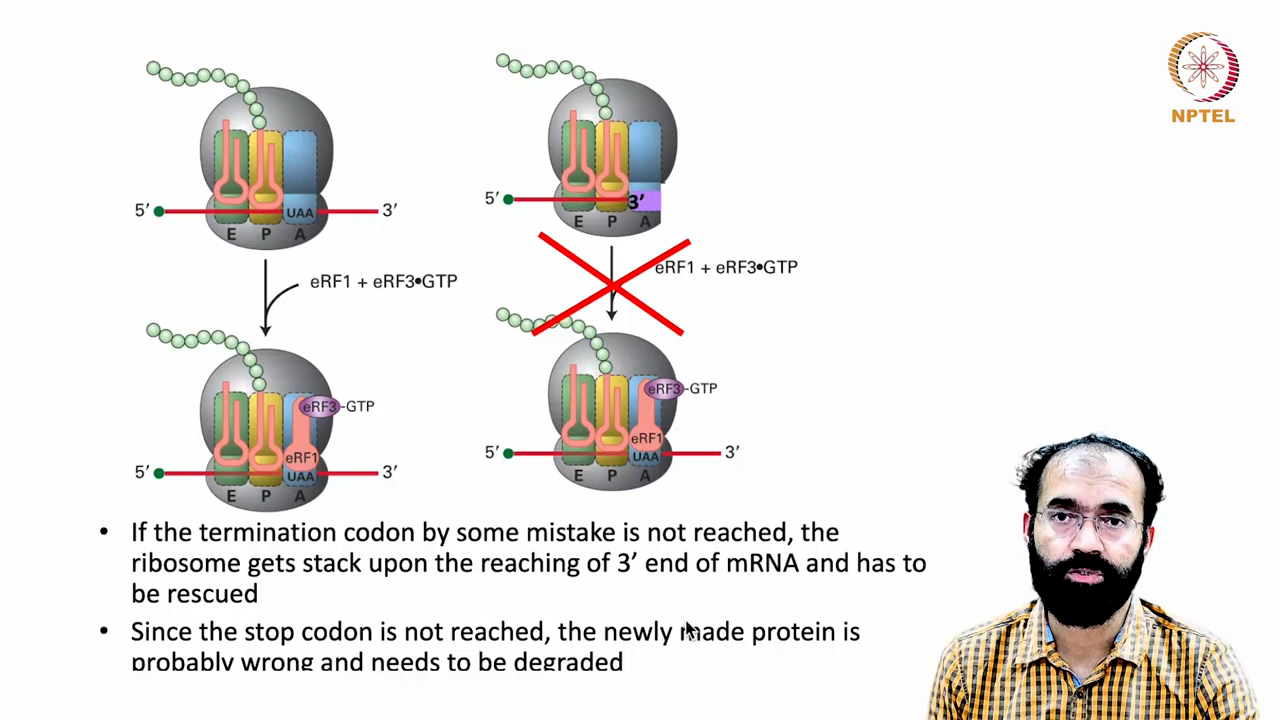 NPTEL
5’ UAA 3’
E P A
eRF1 + eRF3•GTP
eRF3-GTP
eRF1
5’ UAA 3’
E P A
5’ 3’
E P A
eRF1 + eRF3•GTP
eRF3-GTP
eRF1
5’ UAA 3’
E P A
• If the termination codon by some mistake is not reached, the
ribosome gets stack upon the reaching of 3’ end of mRNA and has to
be rescued
• Since the stop codon is not reached, the newly made protein is
probably wrong and needs to be degraded